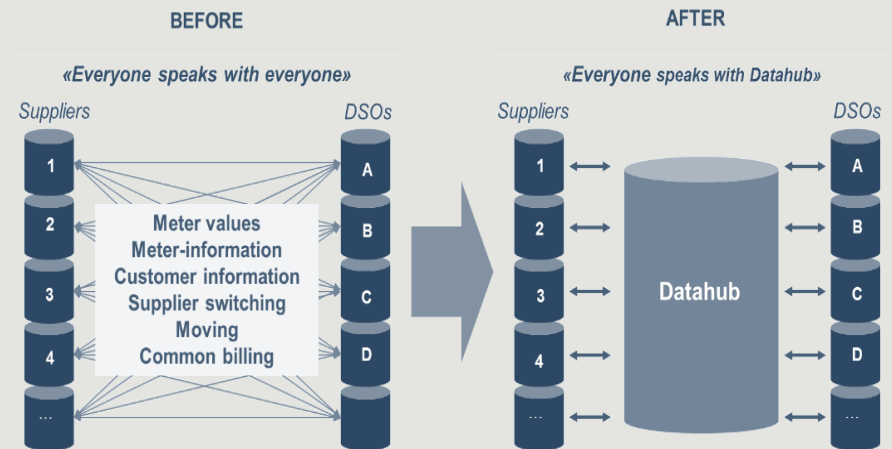 BEFORE
«Everyone speaks with everyone»
Suppliers
DSOs
1
A
2
B
3
C
4
D
...
Meter values
Meter-information
Customer information
Supplier switching
Moving
Common billing
AFTER
«Everyone speaks with Datahub»
Suppliers
DSOs
1
A
2
B
3
C
4
D
...
...
Datahub